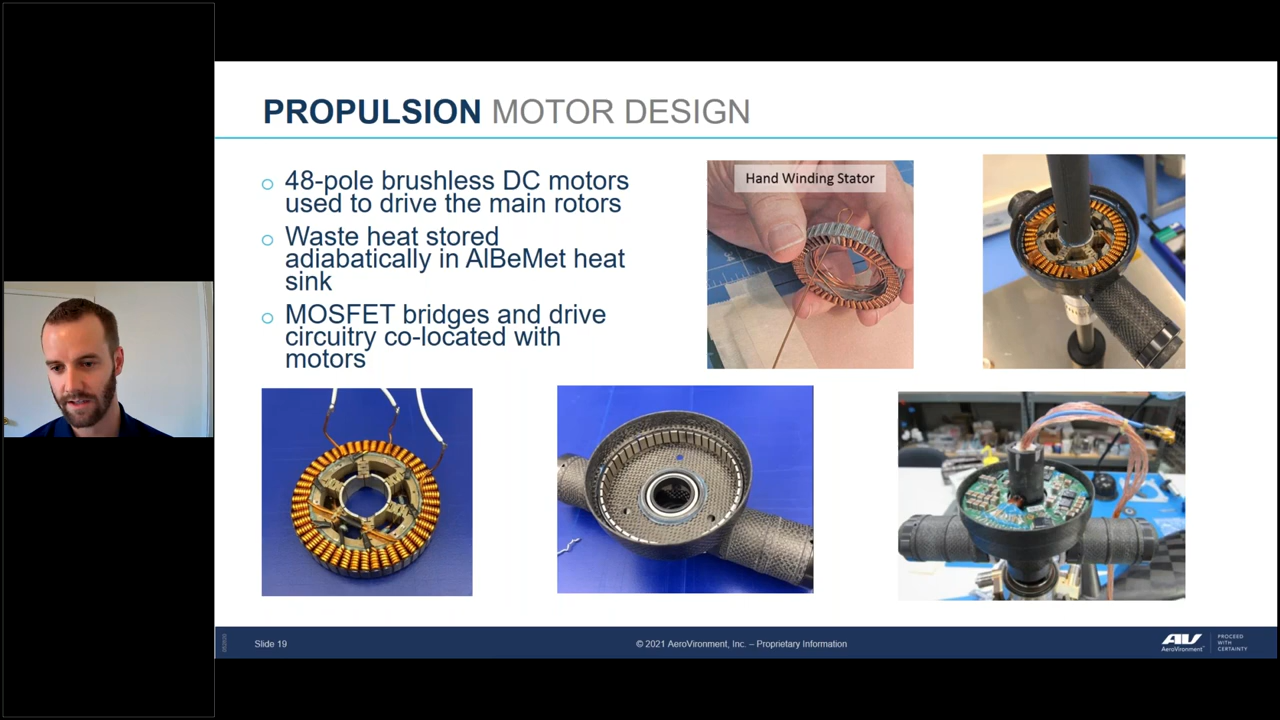 PROPULSION MOTOR DESIGN
48-pole brushless DC motors
used to drive the main rotors
Waste heat stored
adiabatically in AlBeMet heat
sink
MOSFET bridges and drive
circuitry co-located with
motors
Hand Winding Stator
Slide 19
© 2021 AeroVironment, Inc. – Proprietary Information
AV
AeroVironment
PROCEED
WITH
CERTAINTY